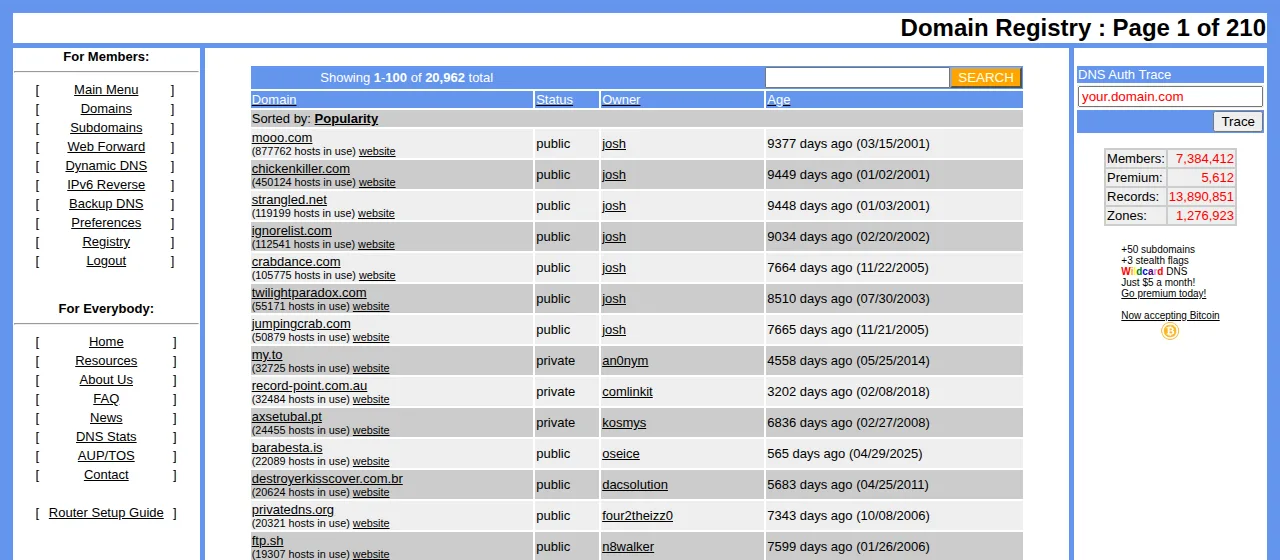 Domain Registry : Page 1 of 210
For Members:
[ Main Menu ]
[ Domains ]
[ Subdomains ]
[ Web Forward ]
[ Dynamic DNS ]
[ IPv6 Reverse ]
[ Backup DNS ]
[ Preferences ]
[ Registry ]
[ Logout ]
For Everybody:
[ Home ]
[ Resources ]
[ About Us ]
[ FAQ ]
[ News ]
[ DNS Stats ]
[ AUP/TOS ]
[ Contact ]
[ Router Setup Guide ]
Showing 1-100 of 20,962 total SEARCH
Domain Status Owner Age
Sorted by: Popularity
mooo.com
(877762 hosts in use) website public josh 9377 days ago (03/15/2001)
chickenkiller.com
(450124 hosts in use) website public josh 9449 days ago (01/02/2001)
strangled.net
(119199 hosts in use) website public josh 9448 days ago (01/03/2001)
ignorelist.com
(112541 hosts in use) website public josh 9034 days ago (02/20/2002)
crabdance.com
(105775 hosts in use) website public josh 7664 days ago (11/22/2005)
twilightparadox.com
(55171 hosts in use) website public josh 8510 days ago (07/30/2003)
jumpingcrab.com
(50879 hosts in use) website public josh 7665 days ago (11/21/2005)
my.to
(32725 hosts in use) website private an0nym 4558 days ago (05/25/2014)
record-point.com.au
(32484 hosts in use) website private comlinkit 3202 days ago (02/08/2018)
axsetubal.pt
(24455 hosts in use) website private kosmys 6836 days ago (02/27/2008)
barabesta.is
(22089 hosts in use) website public oseice 565 days ago (04/29/2025)
destroyerkisscover.com.br
(20624 hosts in use) website public dacsolution 5683 days ago (04/25/2011)
privatedns.org
(20321 hosts in use) website public four2theizz0 7343 days ago (10/08/2006)
ftp.sh
(19307 hosts in use) website public n8walker 7599 days ago (01/26/2006)
DNS Auth Trace
your.domain.com
Trace
Members: 7,384,412
Premium: 5,612
Records: 13,890,851
Zones: 1,276,923
+50 subdomains
+3 stealth flags
Wildcard DNS
Just $5 a month!
Go premium today!
Now accepting Bitcoin